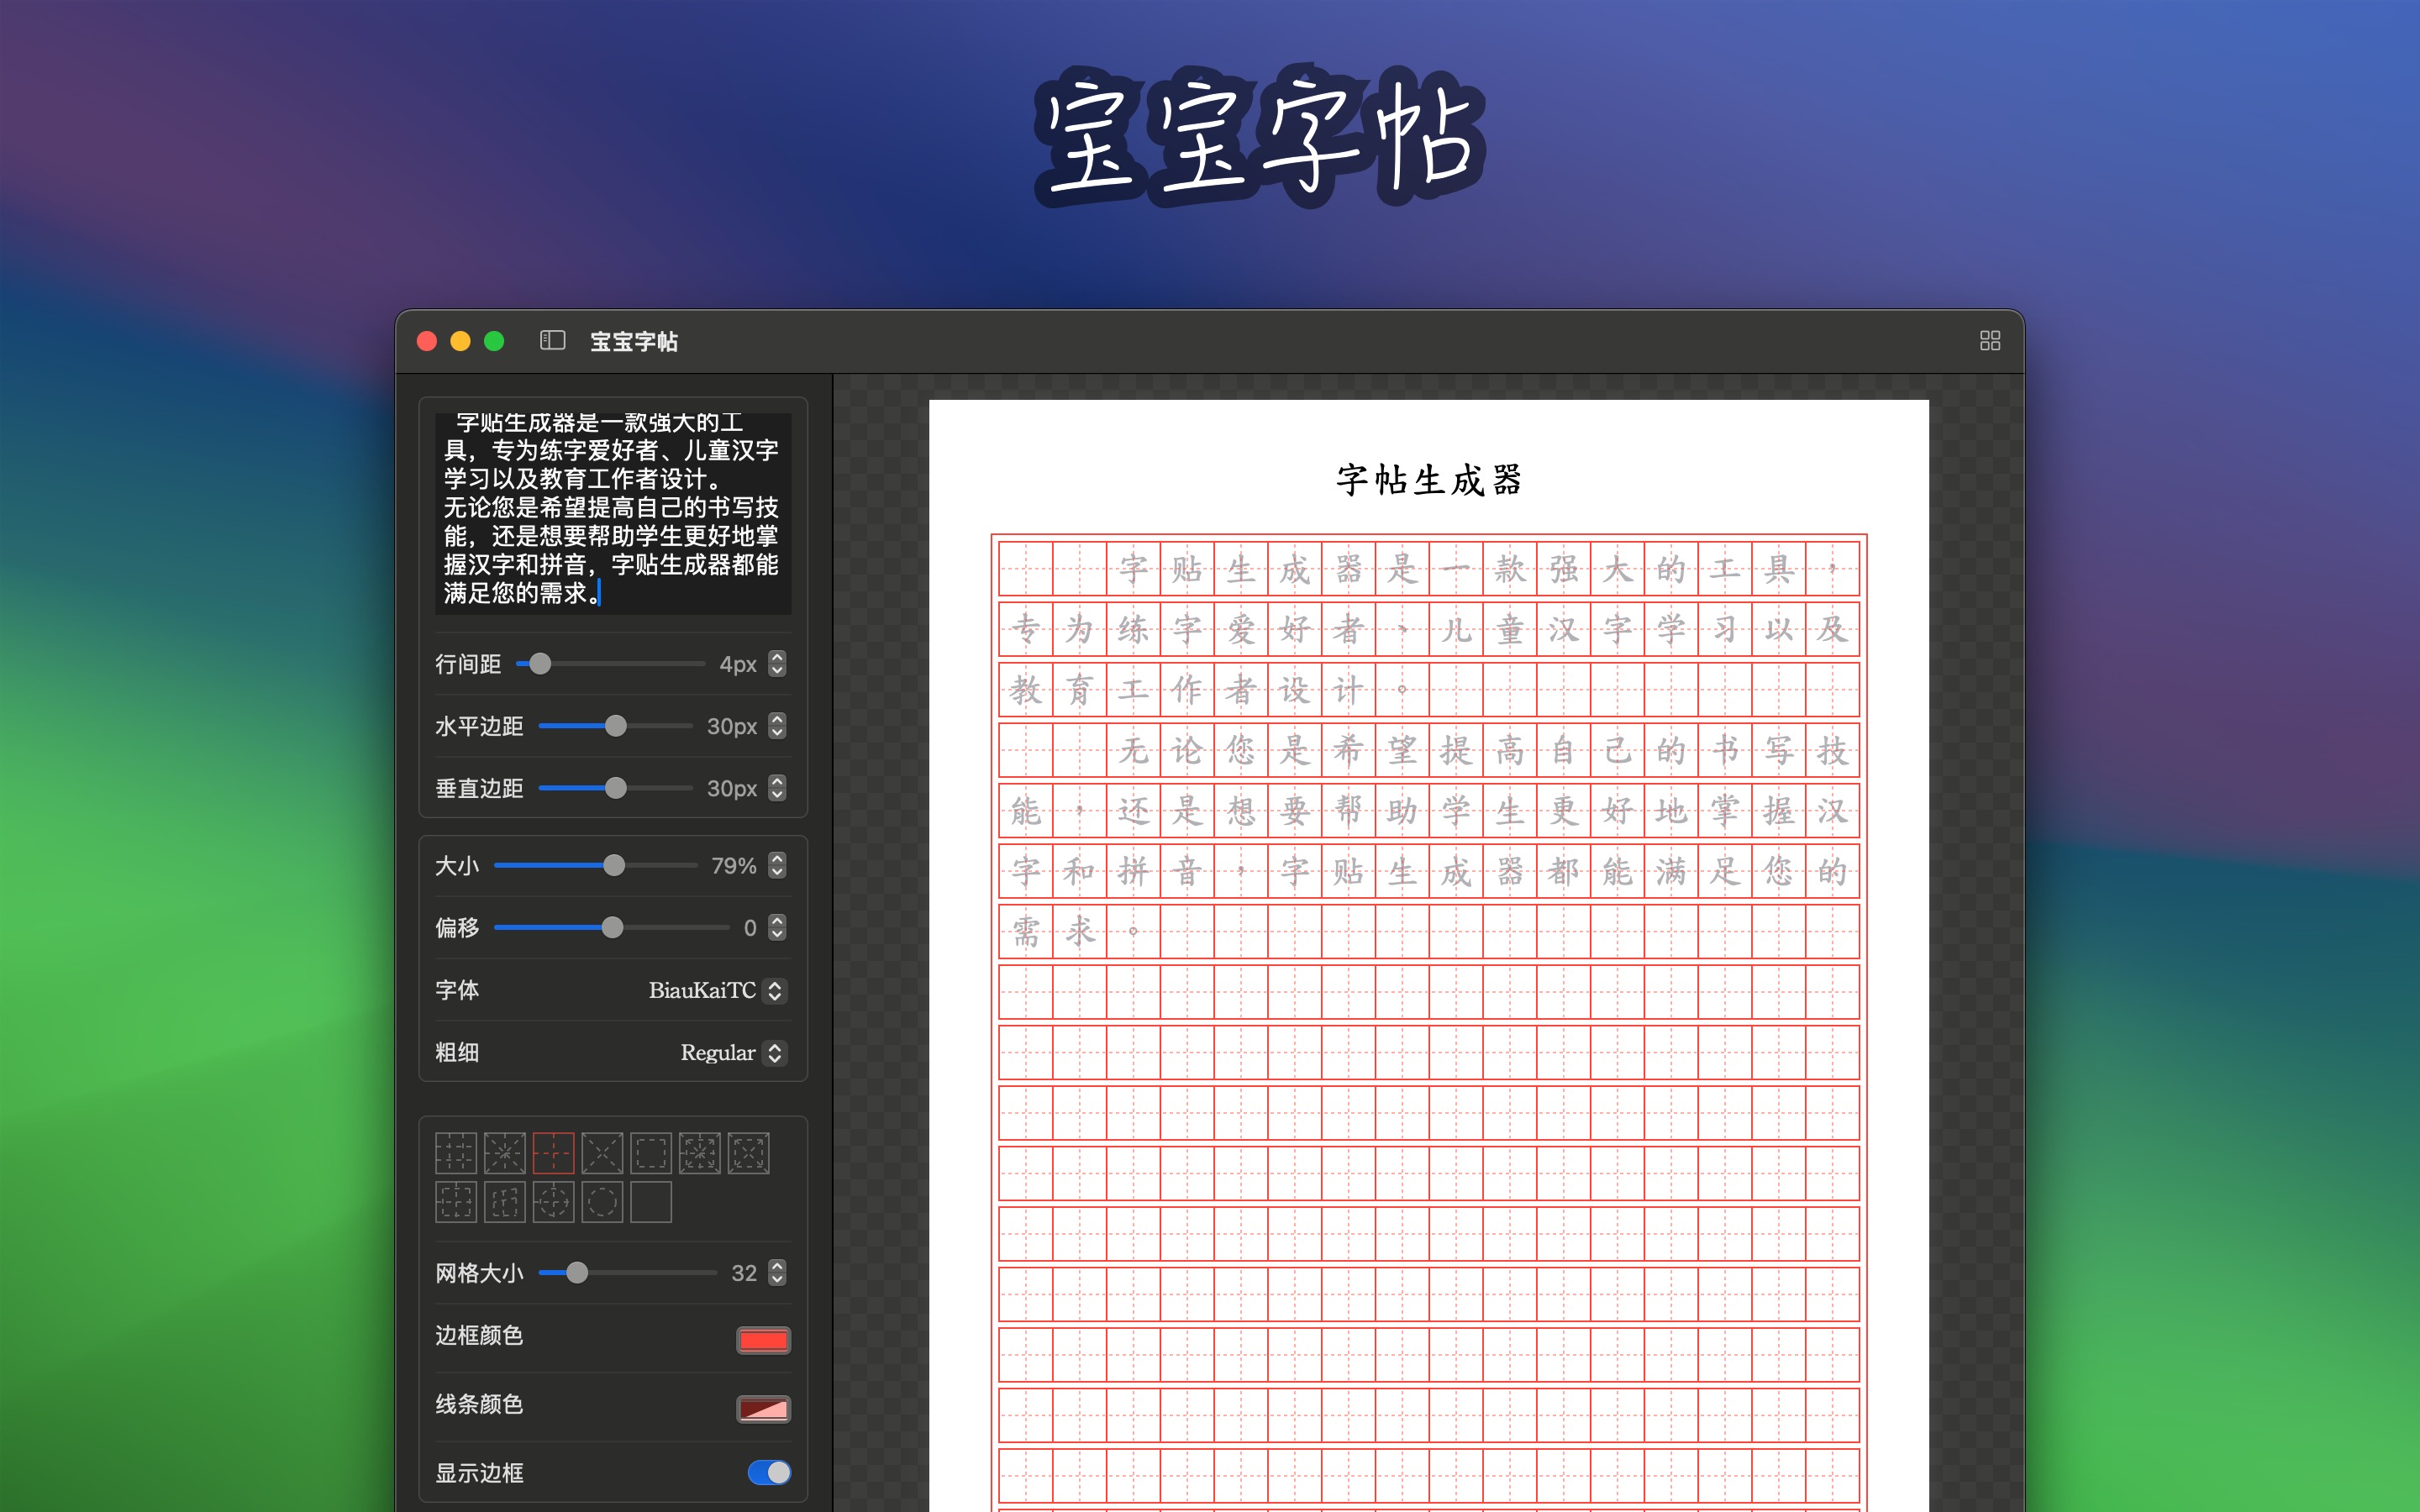 宝宝字帖
宝宝字帖
字贴生成器是一款强大的工
具，专为练字爱好者、儿童汉字
学习以及教育工作者设计。
无论您是希望提高自己的书写技
能，还是想要帮助学生更好地掌
握汉字和拼音，字贴生成器都能
满足您的需求。
行间距 4px
水平边距 30px
垂直边距 30px
大小 79%
偏移 0
字体 BiauKaiTC
粗细 Regular
网格大小 32
边框颜色
线条颜色
显示边框
字帖生成器
字贴生成器是一款强大的工具，
专为练字爱好者、儿童汉字学习以及
教育工作者设计。
无论您是希望提高自己的书写技
能，还是想要帮助学生更好地掌握汉
字和拼音，字贴生成器都能满足您的
需求。